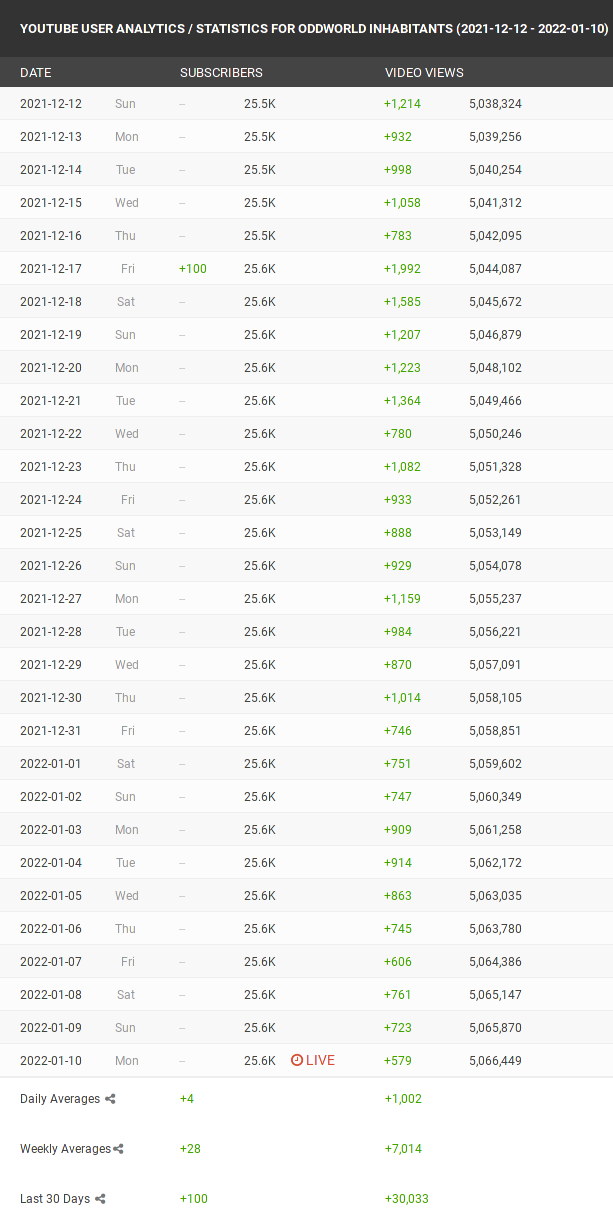 YOUTUBE USER ANALYTICS / STATISTICS FOR ODDWORLD INHABITANTS (2021-12-12 - 2022-01-10)
DATE SUBSCRIBERS VIDEO VIEWS
2021-12-12 Sun -- 25.5K +1,214 5,038,324
2021-12-13 Mon -- 25.5K +932 5,039,256
2021-12-14 Tue -- 25.5K +998 5,040,254
2021-12-15 Wed -- 25.5K +1,058 5,041,312
2021-12-16 Thu -- 25.5K +783 5,042,095
2021-12-17 Fri +100 25.6K +1,992 5,044,087
2021-12-18 Sat -- 25.6K +1,585 5,045,672
2021-12-19 Sun -- 25.6K +1,207 5,046,879
2021-12-20 Mon -- 25.6K +1,223 5,048,102
2021-12-21 Tue -- 25.6K +1,364 5,049,466
2021-12-22 Wed -- 25.6K +780 5,050,246
2021-12-23 Thu -- 25.6K +1,082 5,051,328
2021-12-24 Fri -- 25.6K +933 5,052,261
2021-12-25 Sat -- 25.6K +888 5,053,149
2021-12-26 Sun -- 25.6K +929 5,054,078
2021-12-27 Mon -- 25.6K +1,159 5,055,237
2021-12-28 Tue -- 25.6K +984 5,056,221
2021-12-29 Wed -- 25.6K +870 5,057,091
2021-12-30 Thu -- 25.6K +1,014 5,058,105
2021-12-31 Fri -- 25.6K +746 5,058,851
2022-01-01 Sat -- 25.6K +751 5,059,602
2022-01-02 Sun -- 25.6K +747 5,060,349
2022-01-03 Mon -- 25.6K +909 5,061,258
2022-01-04 Tue -- 25.6K +914 5,062,172
2022-01-05 Wed -- 25.6K +863 5,063,035
2022-01-06 Thu -- 25.6K +745 5,063,780
2022-01-07 Fri -- 25.6K +606 5,064,386
2022-01-08 Sat -- 25.6K +761 5,065,147
2022-01-09 Sun -- 25.6K +723 5,065,870
2022-01-10 Mon -- 25.6K LIVE +579 5,066,449
Daily Averages +4 +1,002
Weekly Averages +28 +7,014
Last 30 Days +100 +30,033